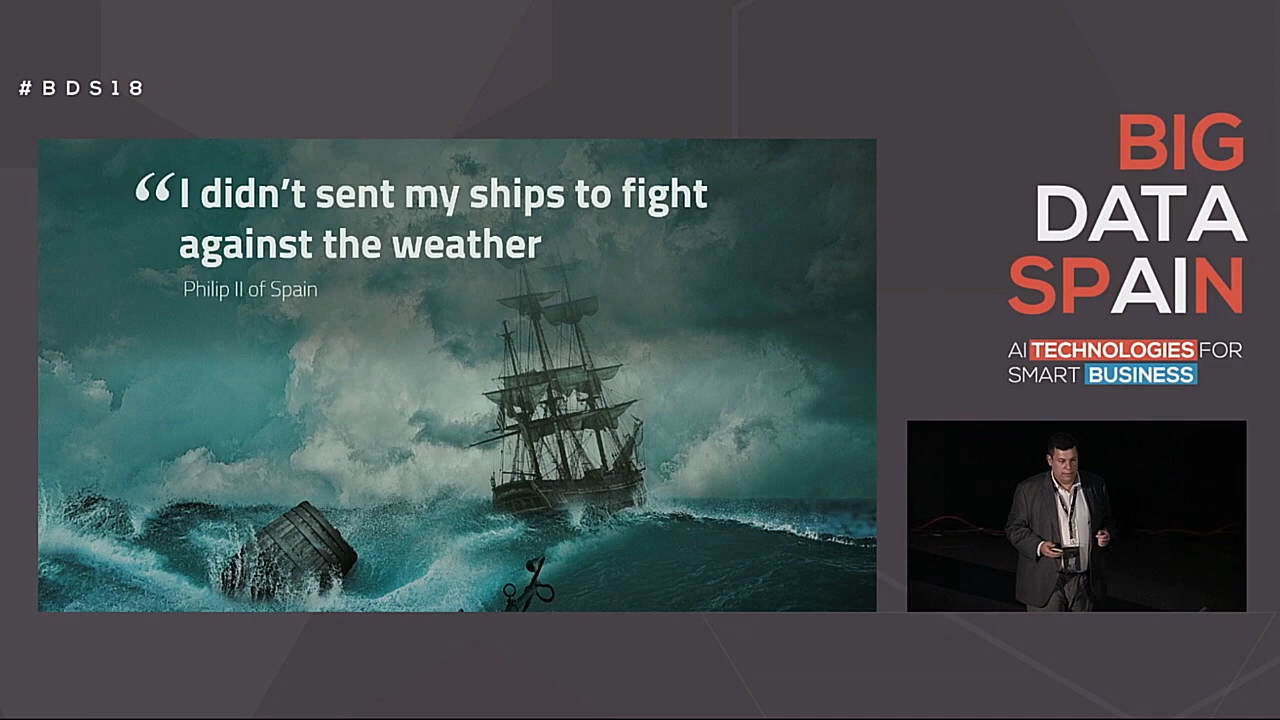 #BDS18
“I didn’t sent my ships to fight
against the weather
Philip II of Spain
BIG
DATA
SPAIN
AI TECHNOLOGIES FOR
SMART BUSINESS